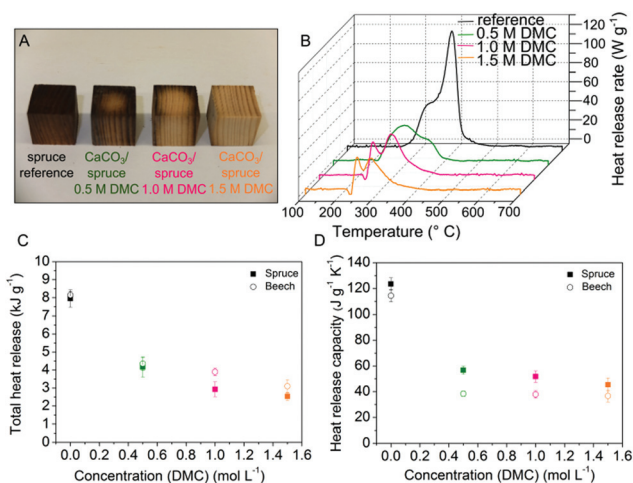 A
spruce
reference
CaCO₃/
spruce
0.5 M DMC
CaCO₃/
spruce
1.0 M DMC
CaCO₃/
spruce
1.5 M DMC
B
reference
0.5 M DMC
1.0 M DMC
1.5 M DMC
120
100
80
60
40
20
0
Heat release rate (W g⁻¹)
100 200 300 400 500 600 700
Temperature (° C)
C
Spruce
Beech
9
8
7
6
5
4
3
2
1
0
Total heat release (kJ g⁻¹)
0.0 0.2 0.4 0.6 0.8 1.0 1.2 1.4 1.6
Concentration (DMC) (mol L⁻¹)
D
Spruce
Beech
140
120
100
80
60
40
20
0
Heat release capacity (J g⁻¹ K⁻¹)
0.0 0.2 0.4 0.6 0.8 1.0 1.2 1.4 1.6
Concentration (DMC) (mol L⁻¹)